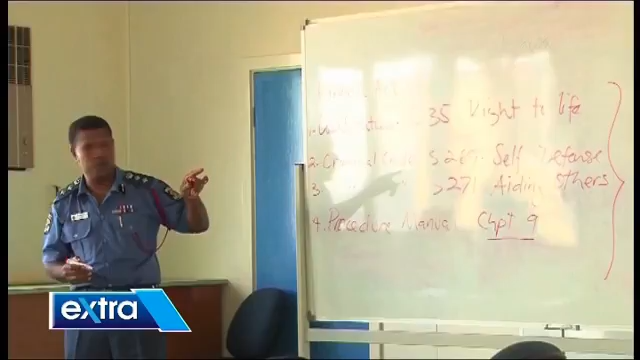 35 Right to life
2. Criminal Code S 269. Self Defense
3 S 271 Aiding Others
4. Procedure Manual Chpt 9
extra